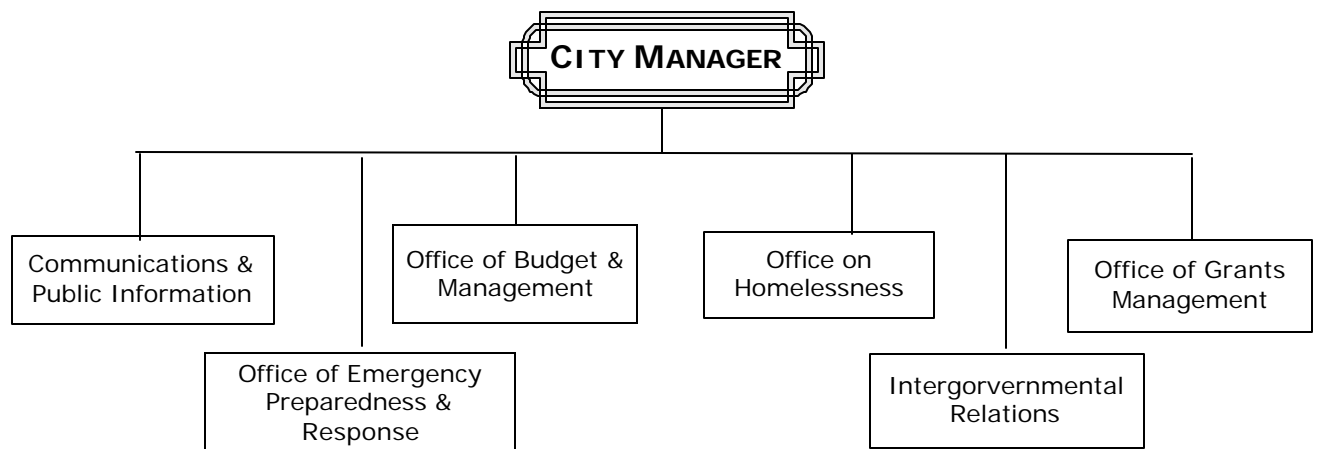 CITY MANAGER
Communications &
Public Information
Office of Budget &
Management
Office on
Homelessness
Office of Grants
Management
Office of Emergency
Preparedness &
Response
Intergorvernmental
Relations